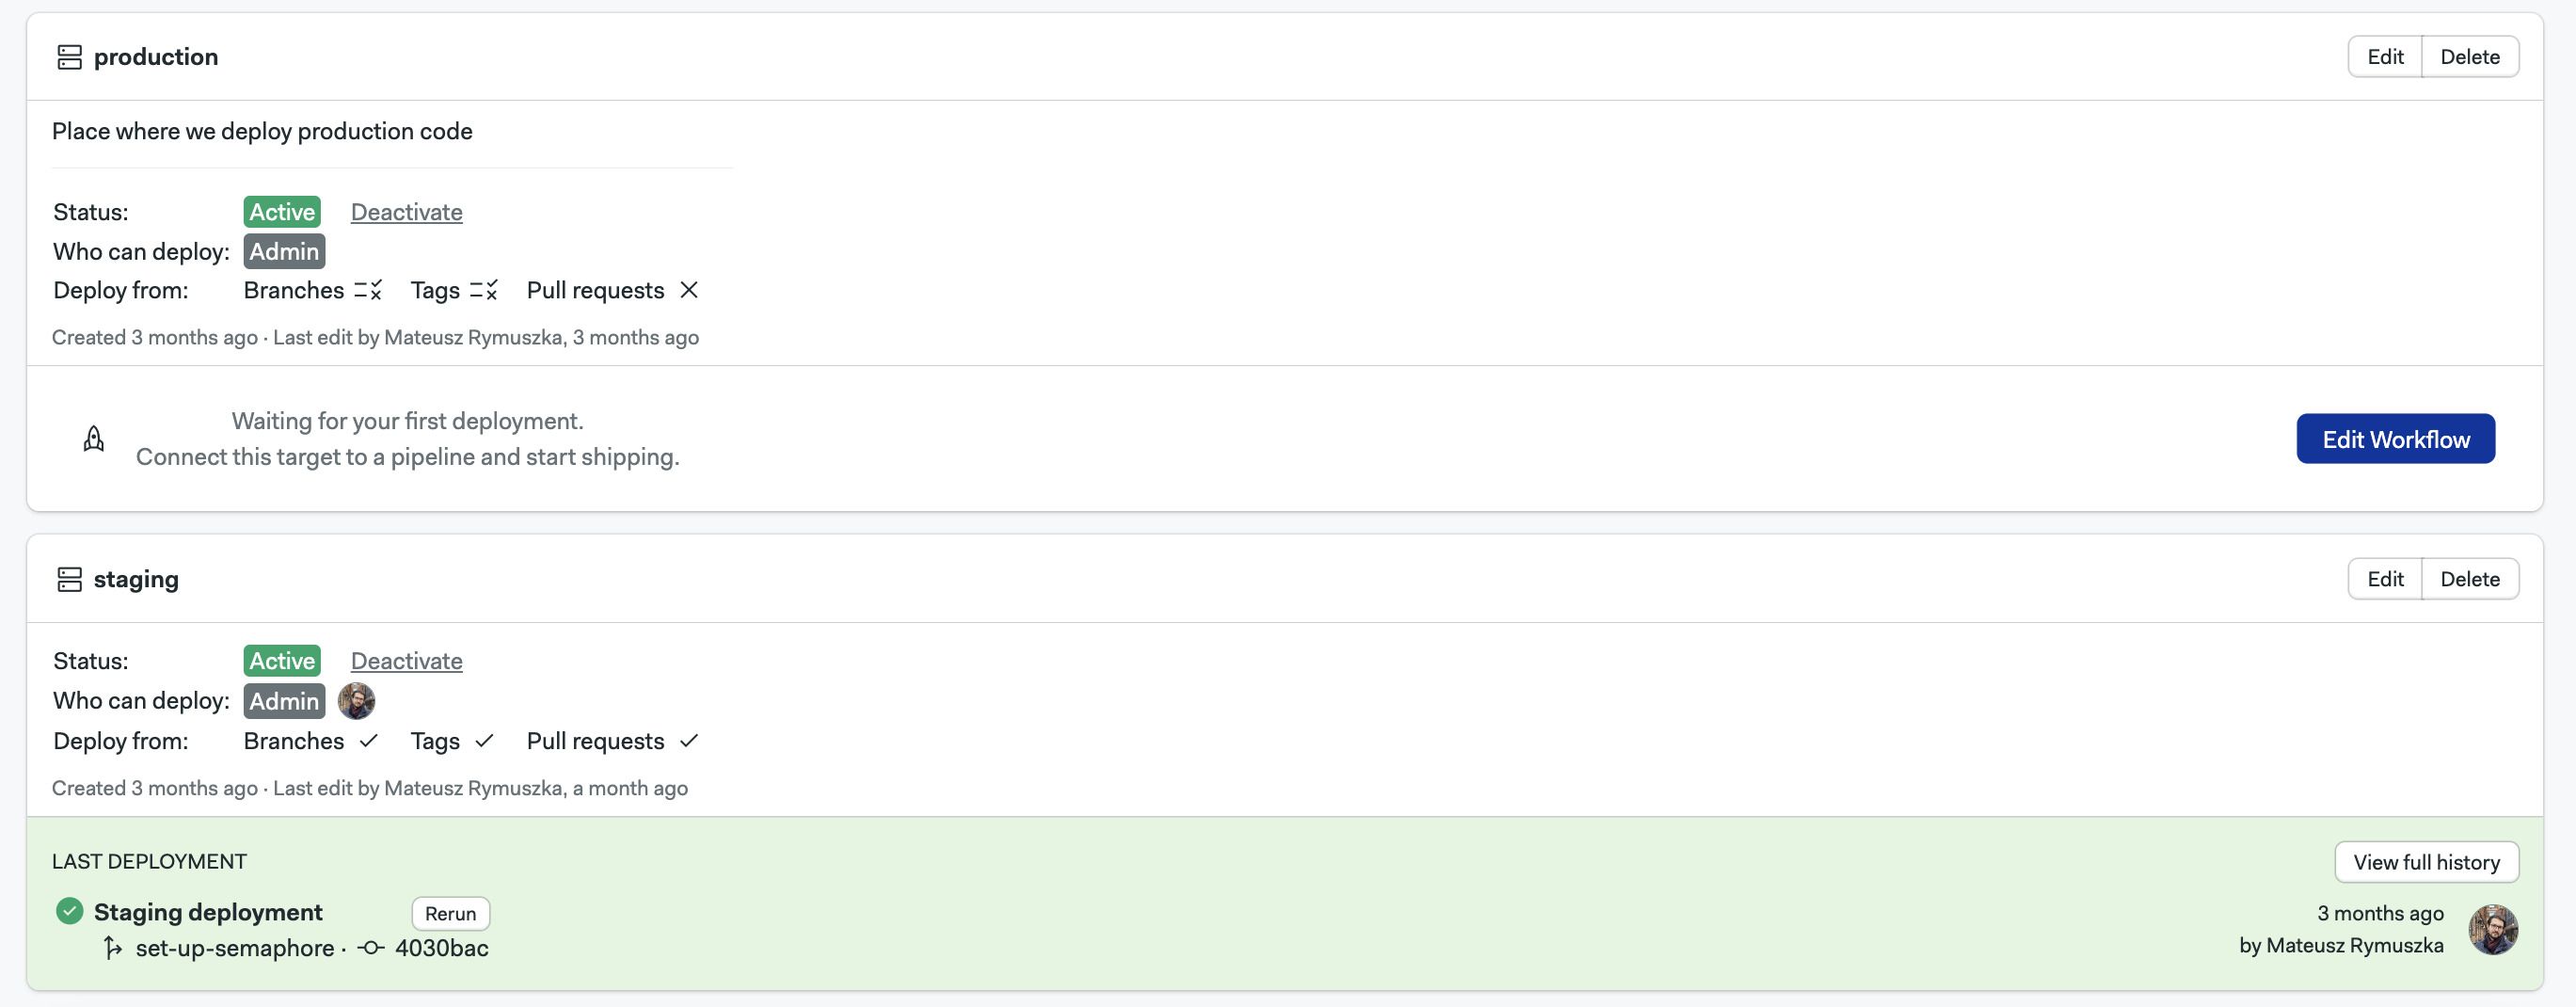 production
Edit Delete
Place where we deploy production code
Status: Active Deactivate
Who can deploy: Admin
Deploy from: Branches Tags Pull requests
Created 3 months ago · Last edit by Mateusz Rymuszka, 3 months ago
Waiting for your first deployment.
Connect this target to a pipeline and start shipping.
Edit Workflow
staging
Edit Delete
Status: Active Deactivate
Who can deploy: Admin
Deploy from: Branches Tags Pull requests
Created 3 months ago · Last edit by Mateusz Rymuszka, a month ago
LAST DEPLOYMENT
View full history
Staging deployment Rerun
set-up-semaphore · 4030bac
3 months ago
by Mateusz Rymuszka